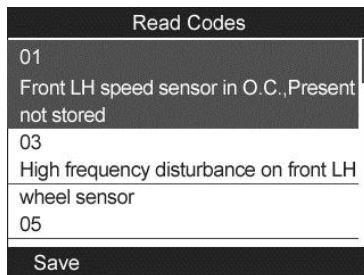 Read Codes
01
Front LH speed sensor in O.C.,Present
not stored
03
High frequency disturbance on front LH
wheel sensor
05
Save